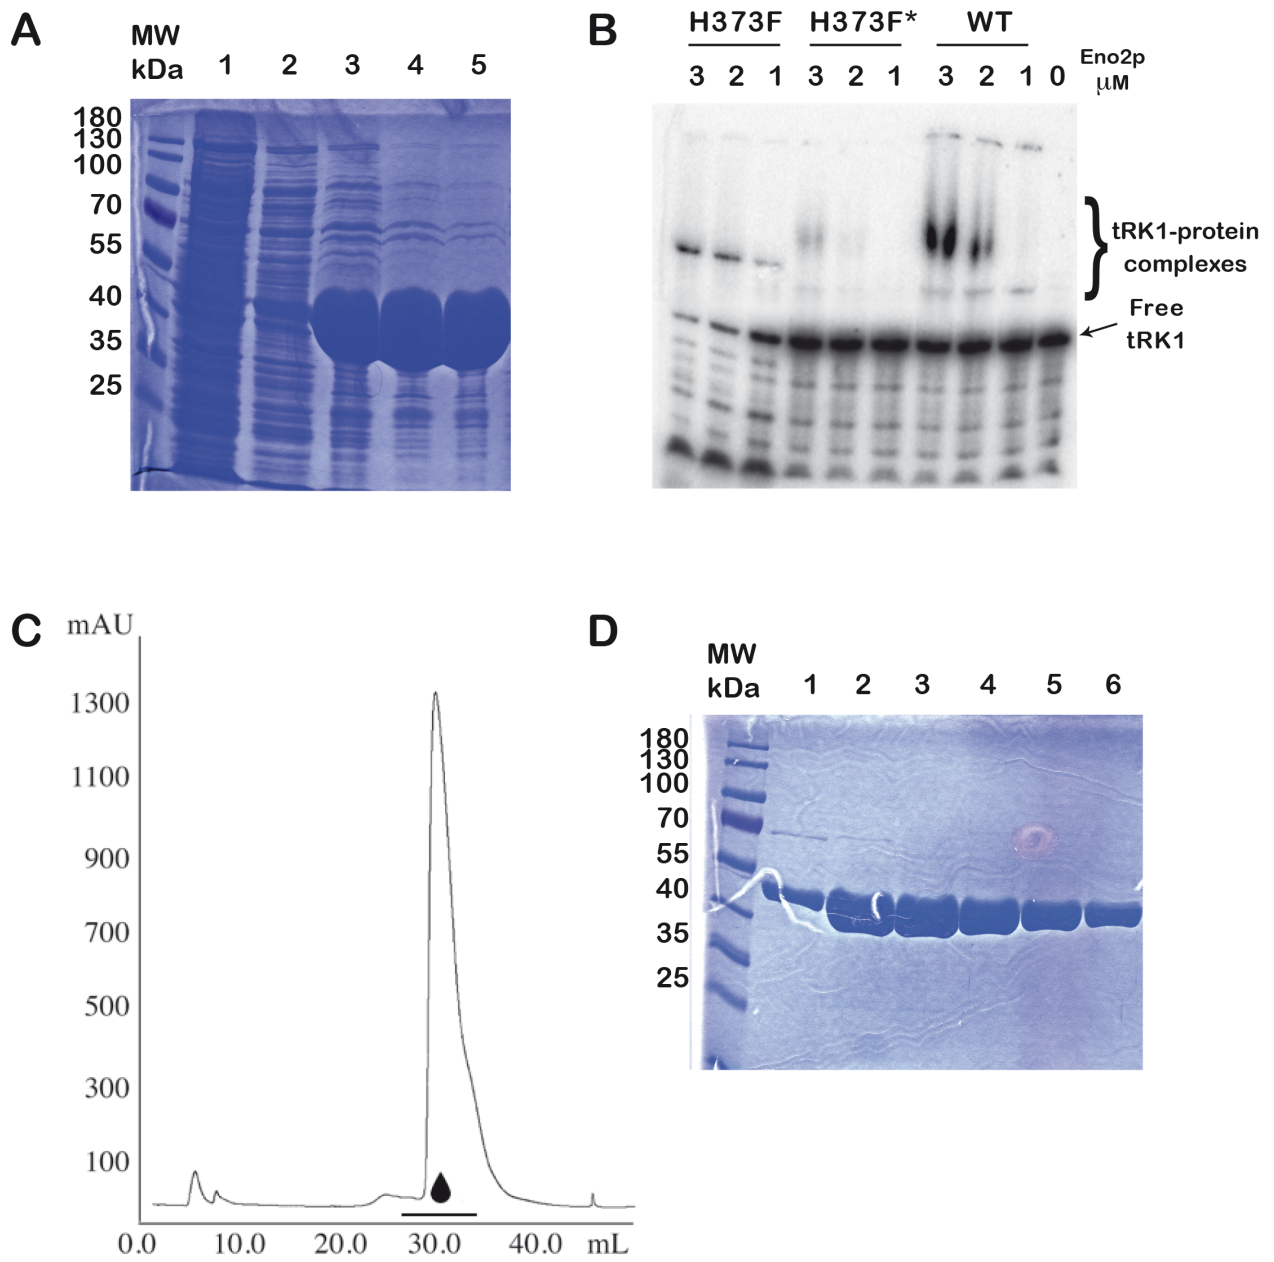 A
MW
kDa 1 2 3 4 5
180
130
100
70
55
40
35
25
B
H373F H373F* WT
3 2 1 3 2 1 3 2 1 0 Eno2p
µM
tRK1-protein
complexes
Free
tRK1
C
mAU
1300
1100
900
700
500
300
100
0.0 10.0 20.0 30.0 40.0 mL
D
MW
kDa 1 2 3 4 5 6
180
130
100
70
55
40
35
25